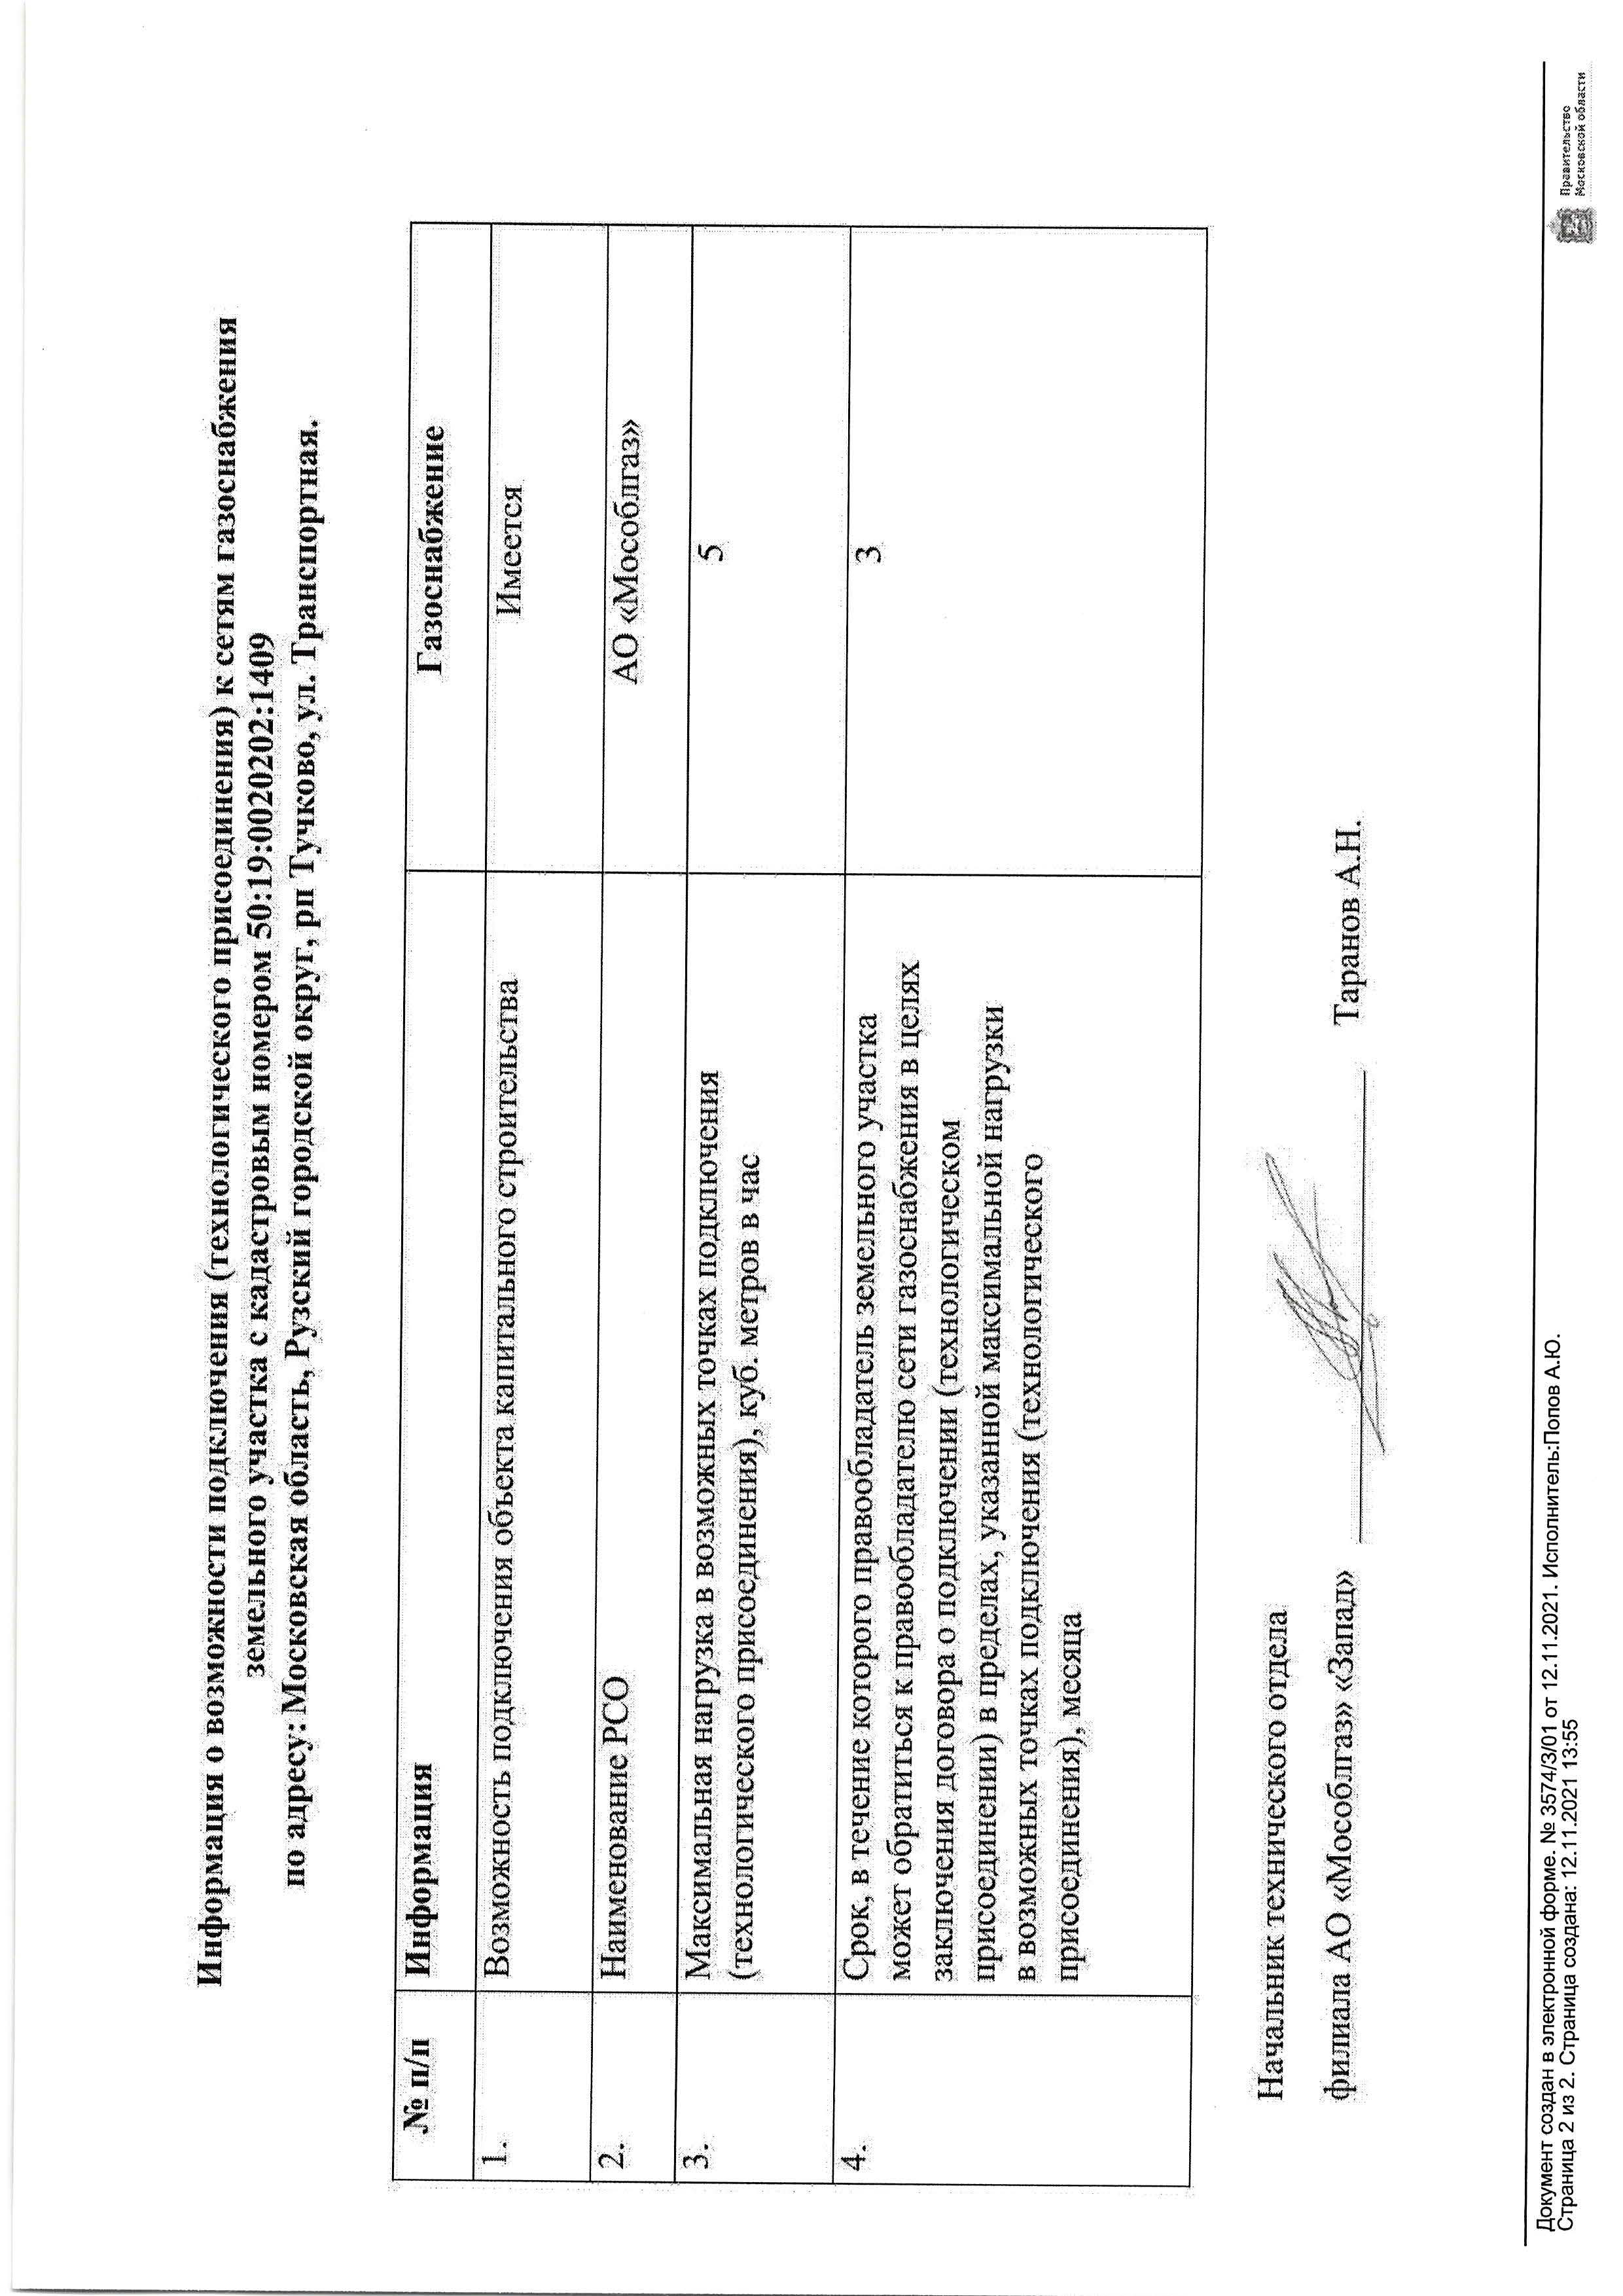 Информация о возможности подключения (технологического присоединения) к сетям газоснабжения
земельного участка с кадастровым номером 50:19:0020202:1409
по адресу: Московская область, Рузский городской округ, рп Тучково, ул. Транспортная.
№ п/п
Информация
Газоснабжение
1.
Возможность подключения объекта капитального строительства
Имеется
2.
Наименование РСО
АО «Мособлгаз»
3.
Максимальная нагрузка в возможных точках подключения
(технологического присоединения), куб. метров в час
5
4.
Срок, в течение которого правообладатель земельного участка
может обратиться к правообладателю сети газоснабжения в целях
заключения договора о подключении (технологическом
присоединении) в пределах, указанной максимальной нагрузки
в возможных точках подключения (технологического
присоединения), месяца
3
Начальник технического отдела
филиала АО «Мособлгаз» «Запад»
Таранов А.Н.
Документ создан в электронной форме. № 3574/3/01 от 12.11.2021. Исполнитель:Попов А.Ю.
Страница 2 из 2. Страница создана: 12.11.2021 13:55
Правительство
Московской области